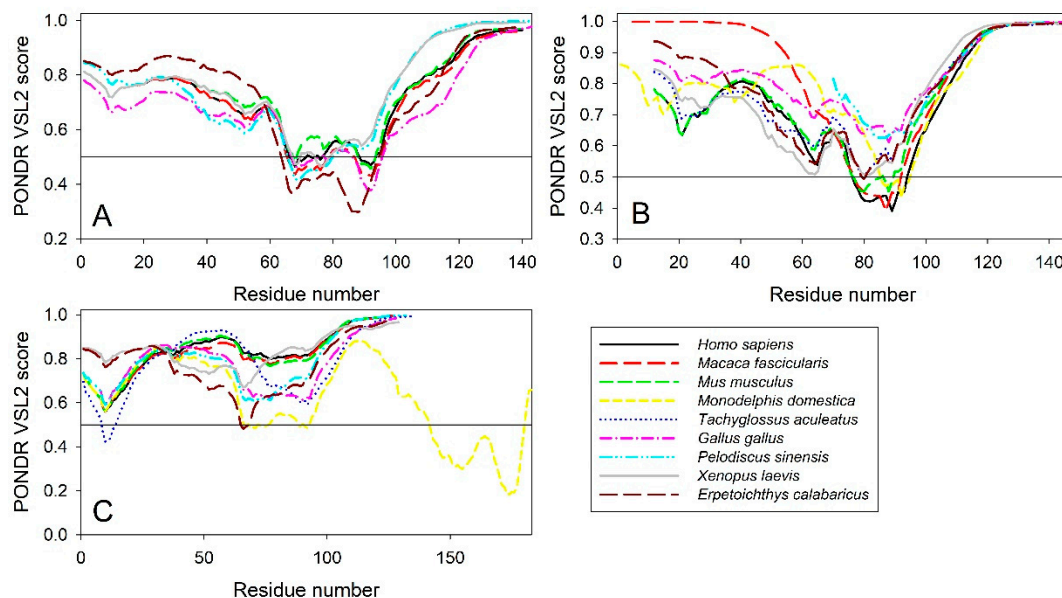 1.0
0.8
0.6
0.4
0.2
0
20
40
60
80
100
120
140
PONDR VSL2 score
Residue number
A
1.0
0.9
0.8
0.7
0.6
0.5
0.4
0.3
0
20
40
60
80
100
120
140
PONDR VSL2 score
Residue number
B
1.0
0.8
0.6
0.4
0.2
0.0
0
50
100
150
PONDR VSL2 score
Residue number
C
Homo sapiens
Macaca fascicularis
Mus musculus
Monodelphis domestica
Tachyglossus aculeatus
Gallus gallus
Pelodiscus sinensis
Xenopus laevis
Erpetoichthys calabaricus